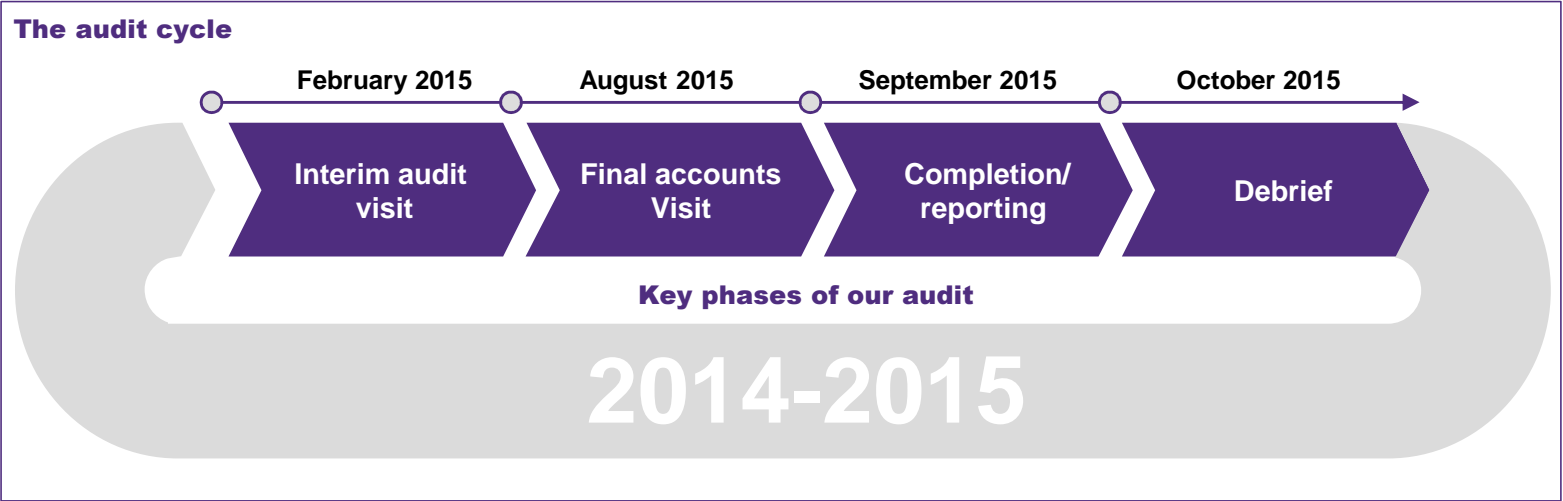 The audit cycle
February 2015
August 2015
September 2015
October 2015
Interim audit
visit
Final accounts
Visit
Completion/
reporting
Debrief
Key phases of our audit
2014-2015